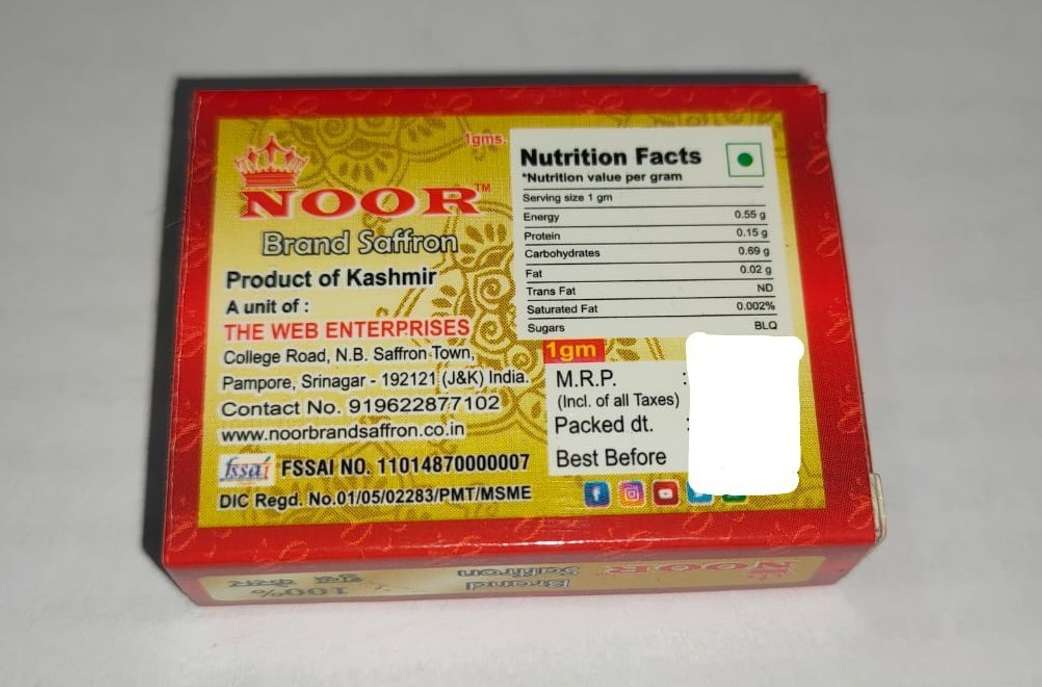 1gms.
NOOR™
Brand Saffron
Product of Kashmir
A unit of :
THE WEB ENTERPRISES
College Road, N.B. Saffron Town,
Pampore, Srinagar - 192121 (J&K) India.
Contact No. 919622877102
www.noorbrandsaffron.co.in
fssai FSSAI NO. 11014870000007
DIC Regd. No.01/05/02283/PMT/MSME
Nutrition Facts
*Nutrition value per gram
Serving size 1 gm
Energy 0.55 g
Protein 0.15 g
Carbohydrates 0.69 g
Fat 0.02 g
Trans Fat ND
Saturated Fat 0.002%
Sugars BLQ
1gm
M.R.P. :
(Incl. of all Taxes)
Packed dt. :
Best Before
NOOR
Brand
Saffron
100%